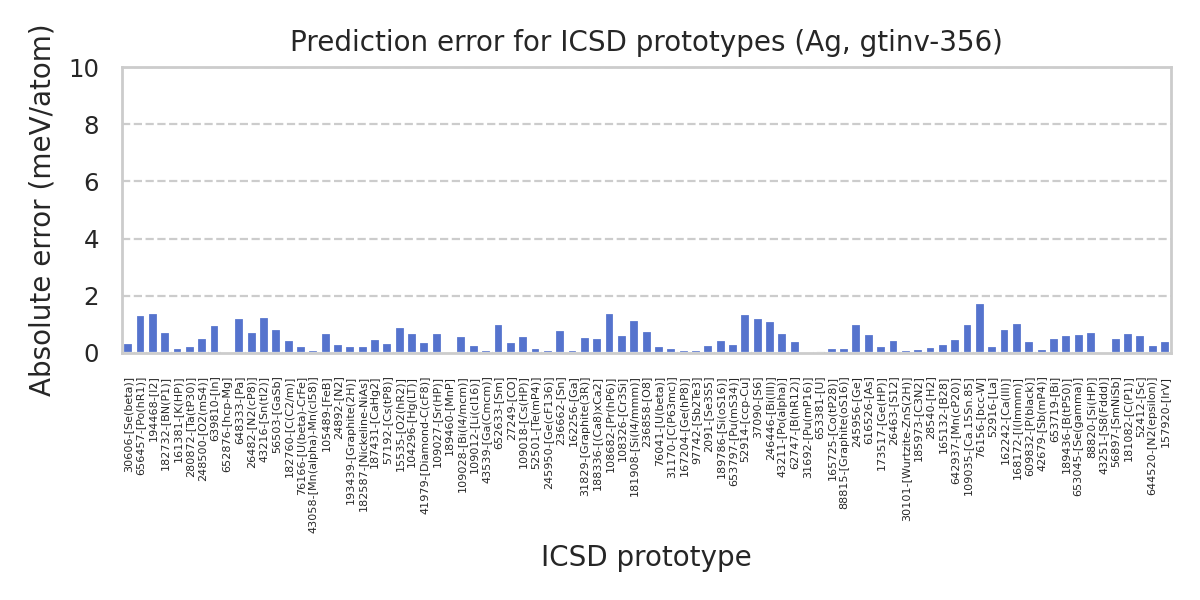 Prediction error for ICSD prototypes (Ag, gtinv-356)
Absolute error (meV/atom)
10
8
6
4
2
0
30606-[Se(beta)]
656457-[Po(hR1)]
194468-[I2]
182732-[BN(P1)]
16381-[K(HP)]
280872-[Ta(tP30)]
248500-[O2(mS4)]
639810-[In]
652876-[hcp-Mg]
648333-[Pa]
26482-[N2(cP8)]
43216-[Sn(tI2)]
56503-[GaSb]
182760-[C(C2/m)]
76166-[U(beta)-CrFe]
43058-[Mn(alpha)-Mn(cI58)]
105489-[FeB]
24892-[N2]
193439-[Graphite(2H)]
182587-[Nickeline-NiAs]
187431-[CaHg2]
57192-[Cs(tP8)]
15535-[O2(hR2)]
104296-[Hg(LT)]
41979-[Diamond-C(cF8)]
109027-[Sr(HP)]
189460-[MnP]
109028-[Bi(I4/mcm)]
109012-[Li(cI16)]
43539-[Ga(Cmcm)]
652633-[Sm]
27249-[CO]
109018-[Cs(HP)]
52501-[Te(mP4)]
245950-[Ge(cF136)]
236662-[Sn]
162256-[Ga]
31829-[Graphite(3R)]
188336-[(Ca8)xCa2]
108682-[Pr(hP6)]
108326-[Cr3Si]
181908-[Si(I4/mmm)]
236858-[O8]
76041-[U(beta)]
31170-[C(P63mc)]
167204-[Ge(hP8)]
97742-[Sb2Te3]
2091-[Se3S5]
189786-[Si(oS16)]
653797-[Pu(mS34)]
52914-[ccp-Cu]
37090-[S6]
246446-[Bi(III)]
43211-[Po(alpha)]
62747-[B(hR12)]
31692-[Pu(mP16)]
653381-[U]
165725-[Co(tP28)]
88815-[Graphite(oS16)]
245956-[Ge]
616526-[As]
173517-[Ge(HP)]
26463-[S12]
30101-[Wurtzite-ZnS(2H)]
185973-[C3N2]
28540-[H2]
165132-[B28]
642937-[Mn(cP20)]
109035-[Ca.15Sn.85]
76156-[bcc-W]
52916-[La]
162242-[Ca(III)]
168172-[I(Immm)]
609832-[P(black)]
42679-[Sb(mP4)]
653719-[Bi]
189436-[B(tP50)]
653045-[Se(gamma)]
88820-[Si(HP)]
43251-[S8(Fddd)]
56897-[SmNiSb]
181082-[C(P1)]
52412-[Sc]
644520-[N2(epsilon)]
157920-[IrV]
ICSD prototype